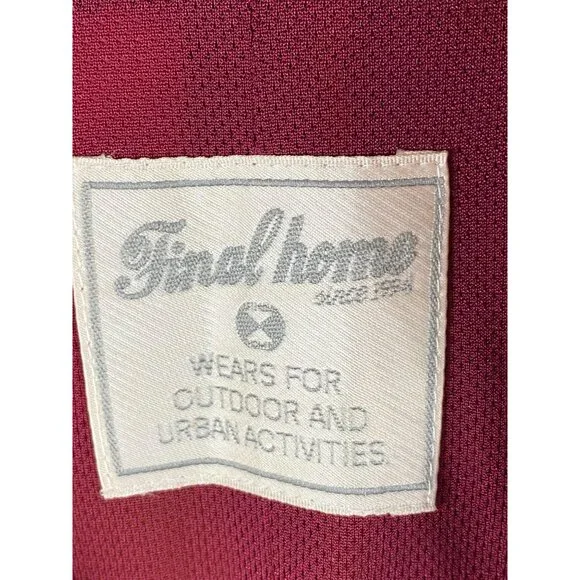 Final home
SINCE 1994
WEARS FOR
OUTDOOR AND
URBAN ACTIVITIES